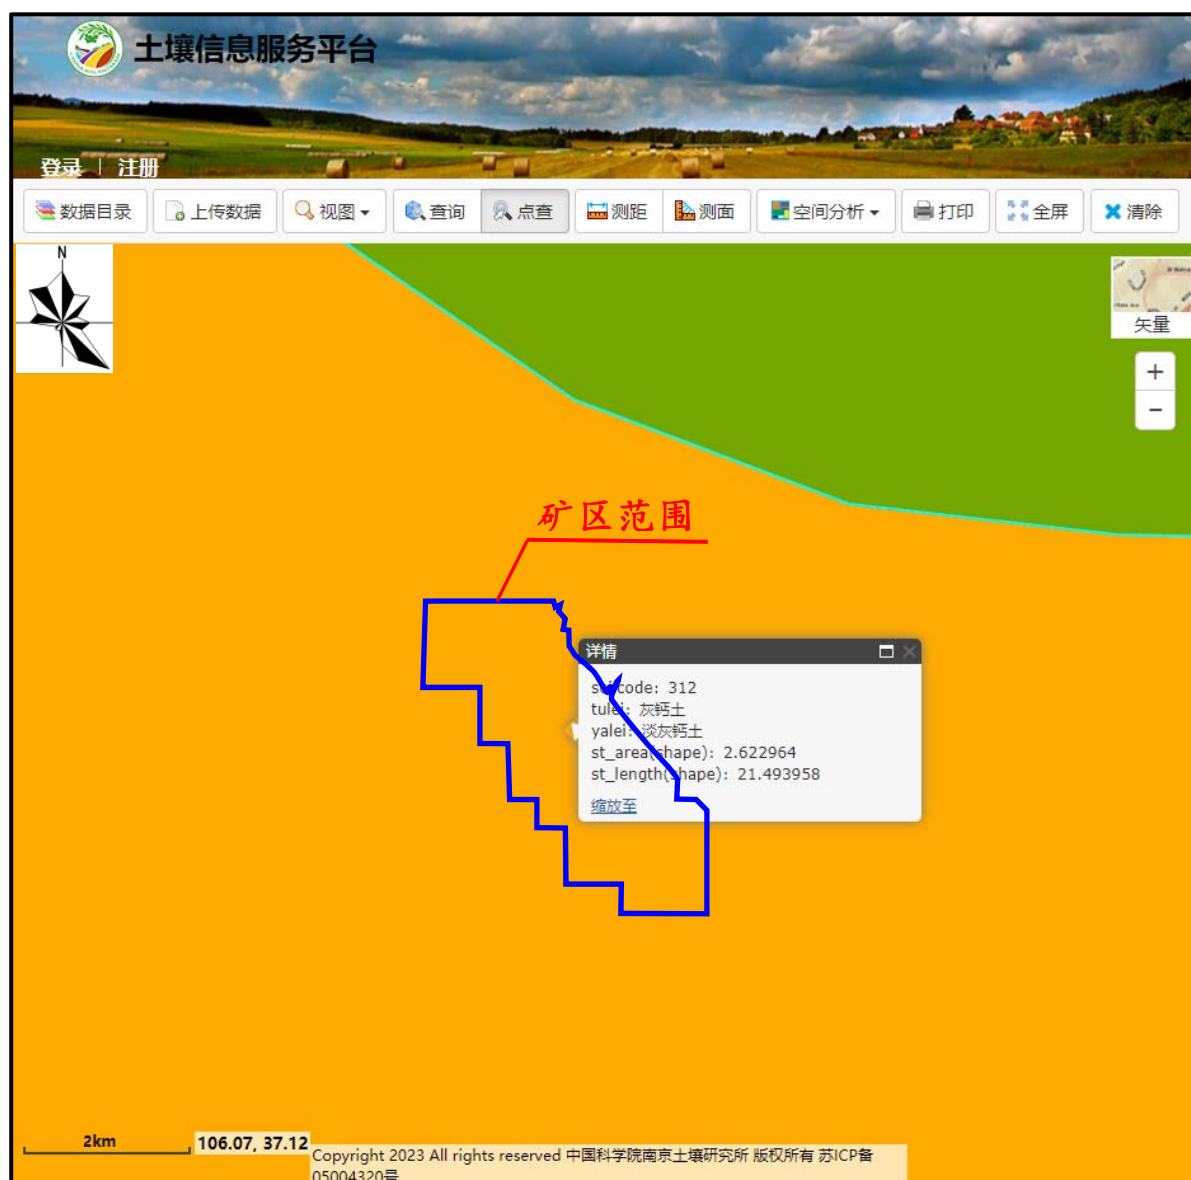 土壤信息服务平台
登录 | 注册
数据目录 上传数据 视图 查询 点查 测距 测面 空间分析 打印 全屏 清除
N
矢量
+
−
矿区范围
详情
code: 312
tulei: 灰钙土
yalei: 淡灰钙土
st_area(shape): 2.622964
st_length(shape): 21.493958
缩放至
2km
106.07, 37.12
Copyright 2023 All rights reserved 中国科学院南京土壤研究所 版权所有 苏ICP备
05004320号